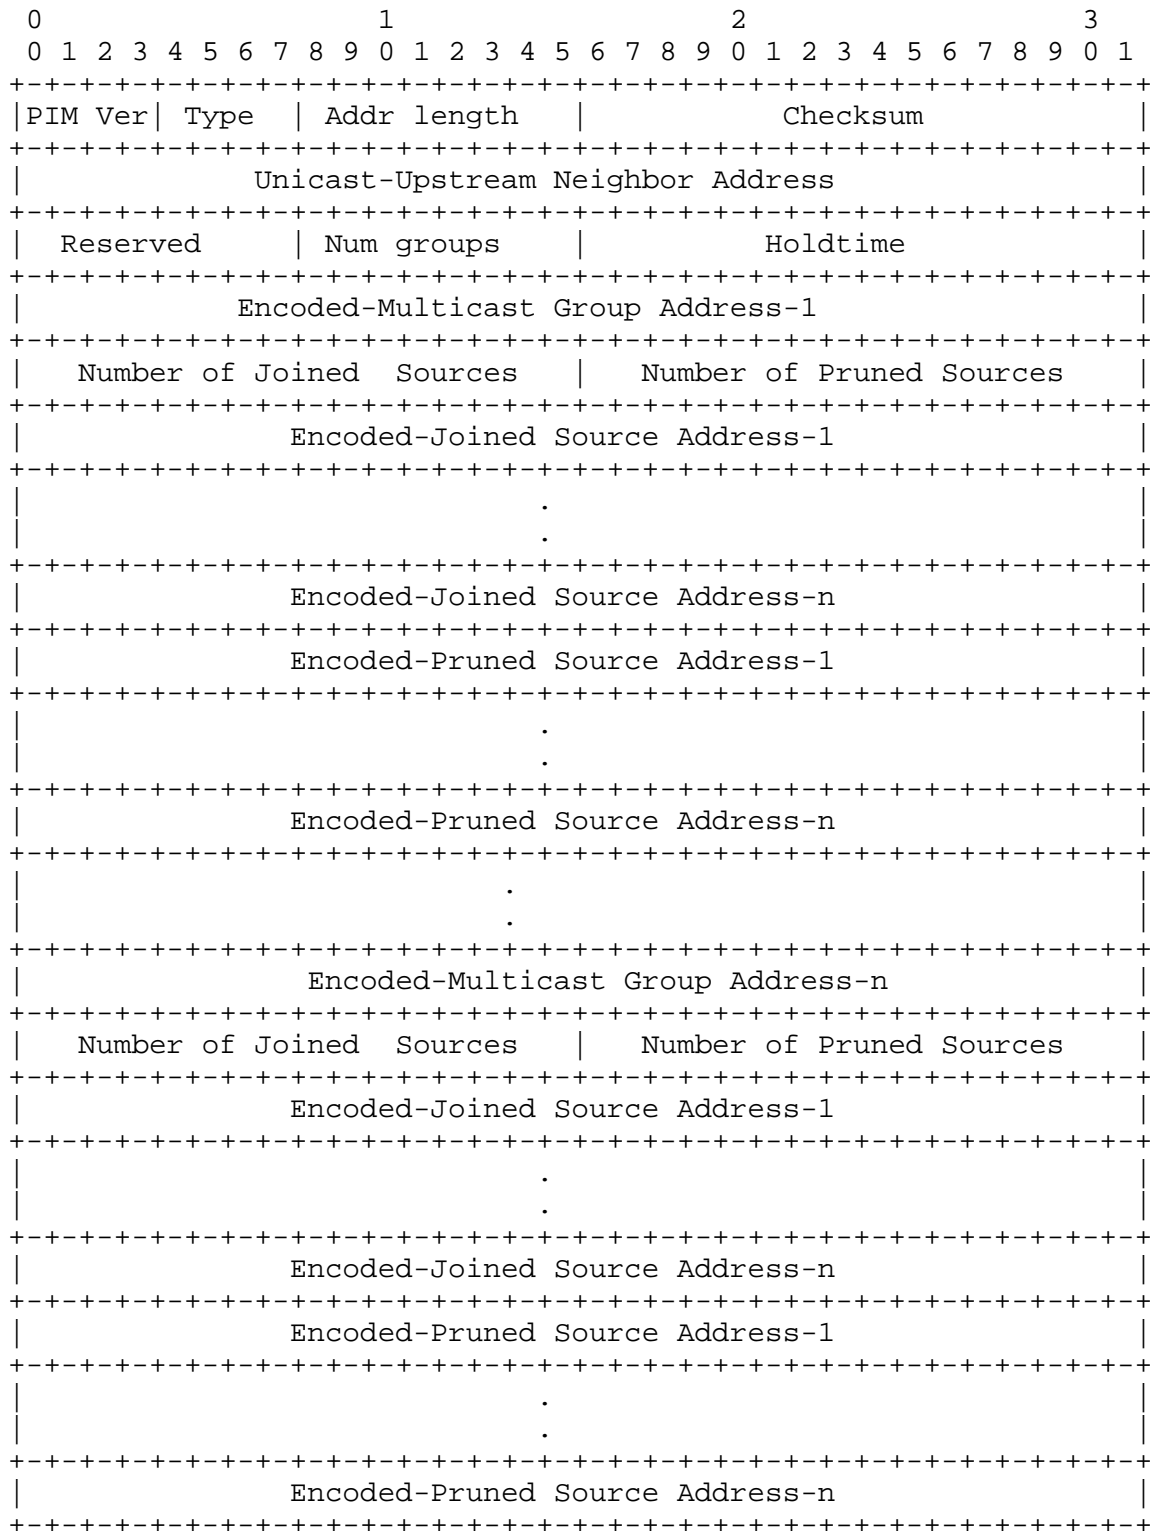 0                   1                   2                   3
 0 1 2 3 4 5 6 7 8 9 0 1 2 3 4 5 6 7 8 9 0 1 2 3 4 5 6 7 8 9 0 1
+-+-+-+-+-+-+-+-+-+-+-+-+-+-+-+-+-+-+-+-+-+-+-+-+-+-+-+-+-+-+-+-+
|PIM Ver| Type  | Addr length   |           Checksum            |
+-+-+-+-+-+-+-+-+-+-+-+-+-+-+-+-+-+-+-+-+-+-+-+-+-+-+-+-+-+-+-+-+
|             Unicast-Upstream Neighbor Address                 |
+-+-+-+-+-+-+-+-+-+-+-+-+-+-+-+-+-+-+-+-+-+-+-+-+-+-+-+-+-+-+-+-+
|  Reserved     | Num groups    |          Holdtime             |
+-+-+-+-+-+-+-+-+-+-+-+-+-+-+-+-+-+-+-+-+-+-+-+-+-+-+-+-+-+-+-+-+
|            Encoded-Multicast Group Address-1                  |
+-+-+-+-+-+-+-+-+-+-+-+-+-+-+-+-+-+-+-+-+-+-+-+-+-+-+-+-+-+-+-+-+
|   Number of Joined  Sources   |   Number of Pruned Sources    |
+-+-+-+-+-+-+-+-+-+-+-+-+-+-+-+-+-+-+-+-+-+-+-+-+-+-+-+-+-+-+-+-+
|               Encoded-Joined Source Address-1                 |
+-+-+-+-+-+-+-+-+-+-+-+-+-+-+-+-+-+-+-+-+-+-+-+-+-+-+-+-+-+-+-+-+
|                             .                                 |
|                             .                                 |
+-+-+-+-+-+-+-+-+-+-+-+-+-+-+-+-+-+-+-+-+-+-+-+-+-+-+-+-+-+-+-+-+
|               Encoded-Joined Source Address-n                 |
+-+-+-+-+-+-+-+-+-+-+-+-+-+-+-+-+-+-+-+-+-+-+-+-+-+-+-+-+-+-+-+-+
|               Encoded-Pruned Source Address-1                 |
+-+-+-+-+-+-+-+-+-+-+-+-+-+-+-+-+-+-+-+-+-+-+-+-+-+-+-+-+-+-+-+-+
|                             .                                 |
|                             .                                 |
+-+-+-+-+-+-+-+-+-+-+-+-+-+-+-+-+-+-+-+-+-+-+-+-+-+-+-+-+-+-+-+-+
|               Encoded-Pruned Source Address-n                 |
+-+-+-+-+-+-+-+-+-+-+-+-+-+-+-+-+-+-+-+-+-+-+-+-+-+-+-+-+-+-+-+-+
|                           .                                   |
|                           .                                   |
+-+-+-+-+-+-+-+-+-+-+-+-+-+-+-+-+-+-+-+-+-+-+-+-+-+-+-+-+-+-+-+-+
|                Encoded-Multicast Group Address-n              |
+-+-+-+-+-+-+-+-+-+-+-+-+-+-+-+-+-+-+-+-+-+-+-+-+-+-+-+-+-+-+-+-+
|   Number of Joined  Sources   |   Number of Pruned Sources    |
+-+-+-+-+-+-+-+-+-+-+-+-+-+-+-+-+-+-+-+-+-+-+-+-+-+-+-+-+-+-+-+-+
|               Encoded-Joined Source Address-1                 |
+-+-+-+-+-+-+-+-+-+-+-+-+-+-+-+-+-+-+-+-+-+-+-+-+-+-+-+-+-+-+-+-+
|                             .                                 |
|                             .                                 |
+-+-+-+-+-+-+-+-+-+-+-+-+-+-+-+-+-+-+-+-+-+-+-+-+-+-+-+-+-+-+-+-+
|               Encoded-Joined Source Address-n                 |
+-+-+-+-+-+-+-+-+-+-+-+-+-+-+-+-+-+-+-+-+-+-+-+-+-+-+-+-+-+-+-+-+
|               Encoded-Pruned Source Address-1                 |
+-+-+-+-+-+-+-+-+-+-+-+-+-+-+-+-+-+-+-+-+-+-+-+-+-+-+-+-+-+-+-+-+
|                             .                                 |
|                             .                                 |
+-+-+-+-+-+-+-+-+-+-+-+-+-+-+-+-+-+-+-+-+-+-+-+-+-+-+-+-+-+-+-+-+
|               Encoded-Pruned Source Address-n                 |
+-+-+-+-+-+-+-+-+-+-+-+-+-+-+-+-+-+-+-+-+-+-+-+-+-+-+-+-+-+-+-+-+